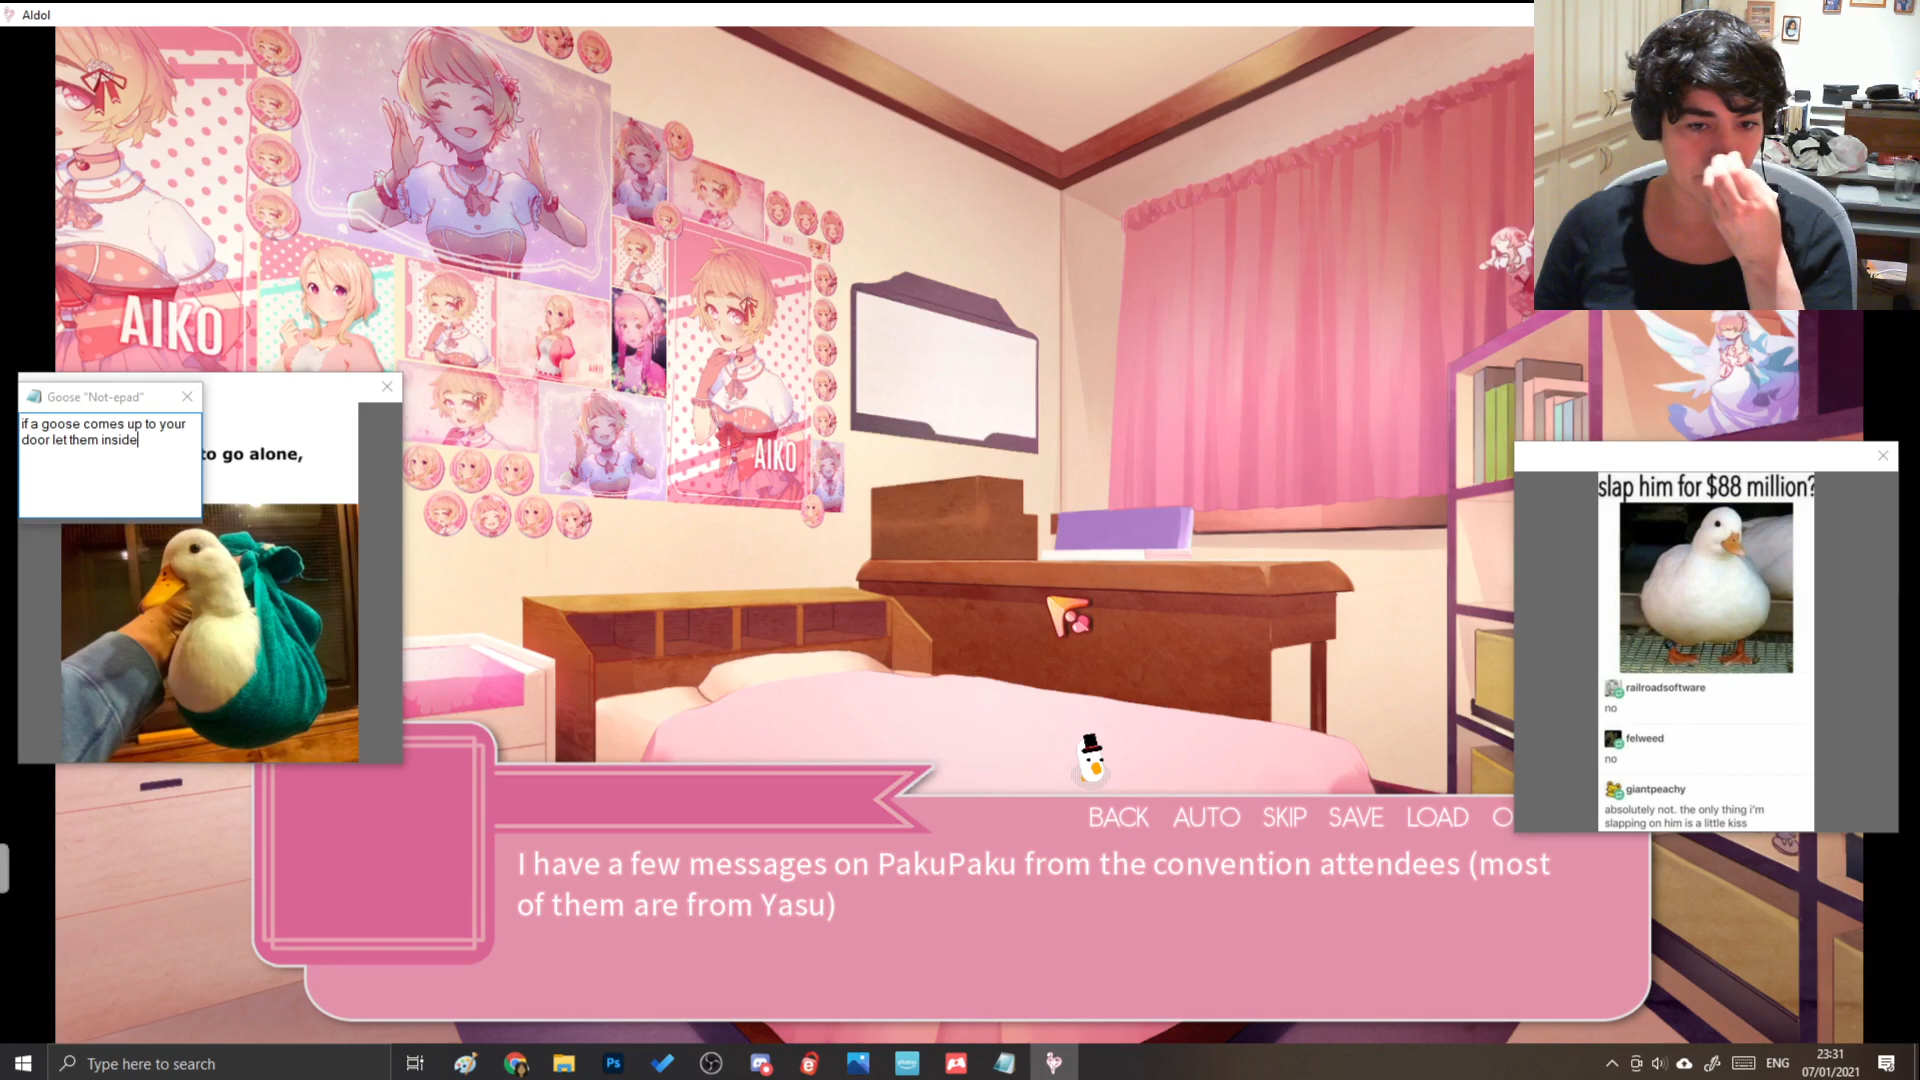 AIdol
AIKO
AIKO
AIKO
Goose "Not-epad"
if a goose comes up to your
door let them inside
to go alone,
slap him for $88 million?
railroadsoftware
no
felweed
no
giantpeachy
absolutely not. the only thing i'm
slapping on him is a little kiss
BACK AUTO SKIP SAVE LOAD O
I have a few messages on PakuPaku from the convention attendees (most
of them are from Yasu)
Type here to search
Ps
ENG
23:31
07/01/2021